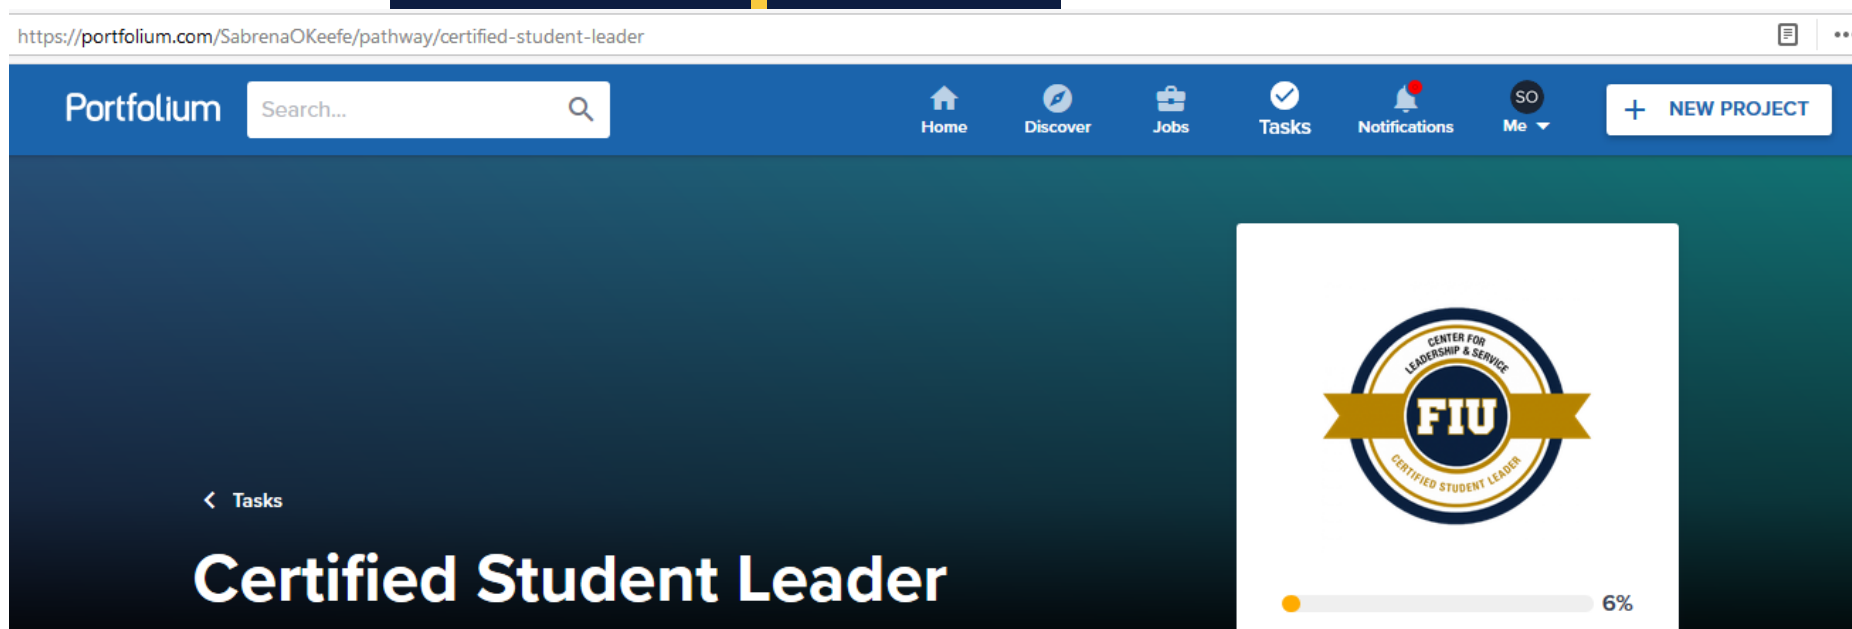 https://portfolium.com/SabrenaOKeefe/pathway/certified-student-leader
Portfolium
Search...
Home
Discover
Jobs
Tasks
Notifications
SO
Me
+ NEW PROJECT
CENTER FOR
LEADERSHIP & SERVICE
FIU
CERTIFIED STUDENT LEADER
< Tasks
Certified Student Leader
6%